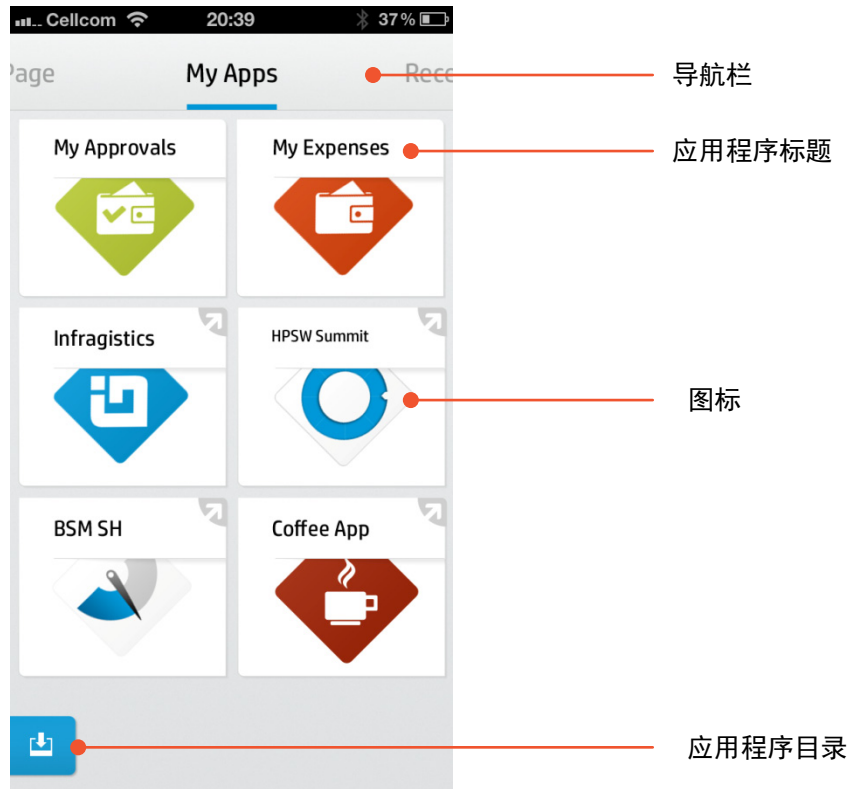 Cellcom 20:39 37%
Page My Apps Rece 导航栏
My Approvals My Expenses 应用程序标题
Infragistics HPSW Summit
图标
BSM SH Coffee App
应用程序目录